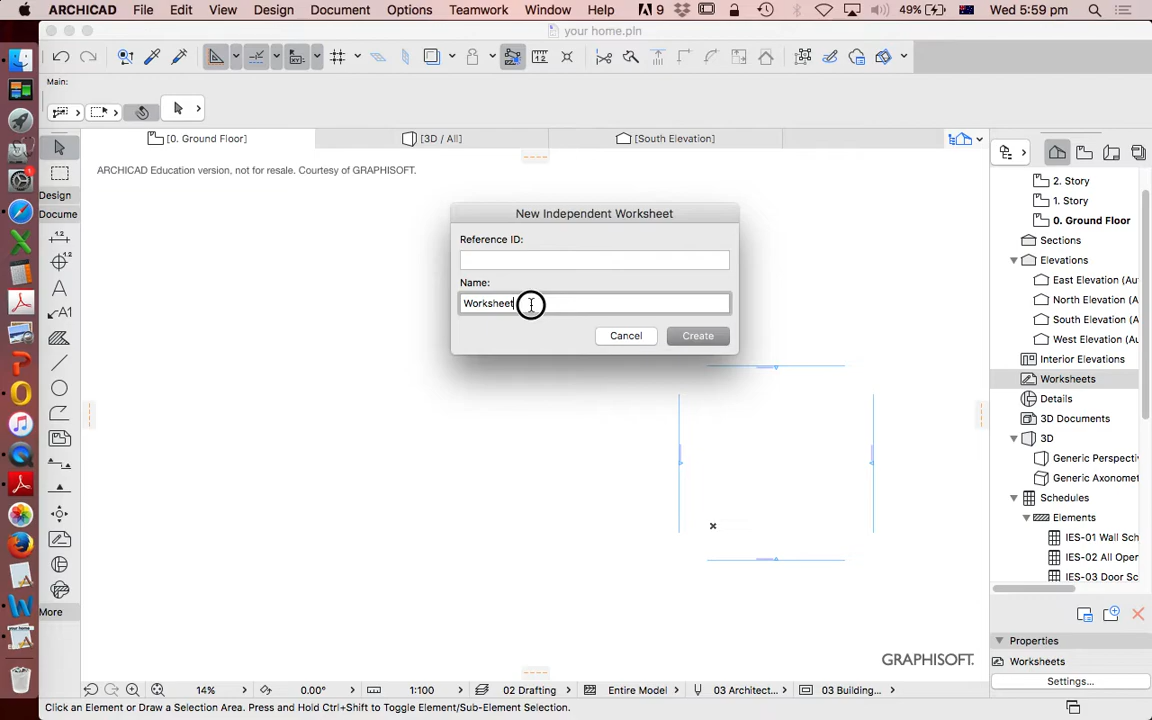 ARCHICAD File Edit View Design Document Options Teamwork Window Help 9 49% Wed 5:59 pm
your home.pln
Main:
[0. Ground Floor] [3D / All] [South Elevation]
ARCHICAD Education version, not for resale. Courtesy of GRAPHISOFT.
Design
Docume
1.2
A1
More
New Independent Worksheet
Reference ID:
Name:
Worksheet
Cancel Create
2. Story
1. Story
0. Ground Floor
Sections
Elevations
East Elevation (Au
North Elevation (
South Elevation (
West Elevation (A
Interior Elevations
Worksheets
Details
3D Documents
3D
Generic Perspecti
Generic Axonomet
Schedules
Elements
IES-01 Wall Sch
IES-02 All Open
IES-03 Door Sc
Properties
Worksheets
Settings...
GRAPHISOFT.
14% 0.00° 1:100 02 Drafting Entire Model 03 Architect... 03 Building...
Click an Element or Draw a Selection Area. Press and Hold Ctrl+Shift to Toggle Element/Sub-Element Selection.